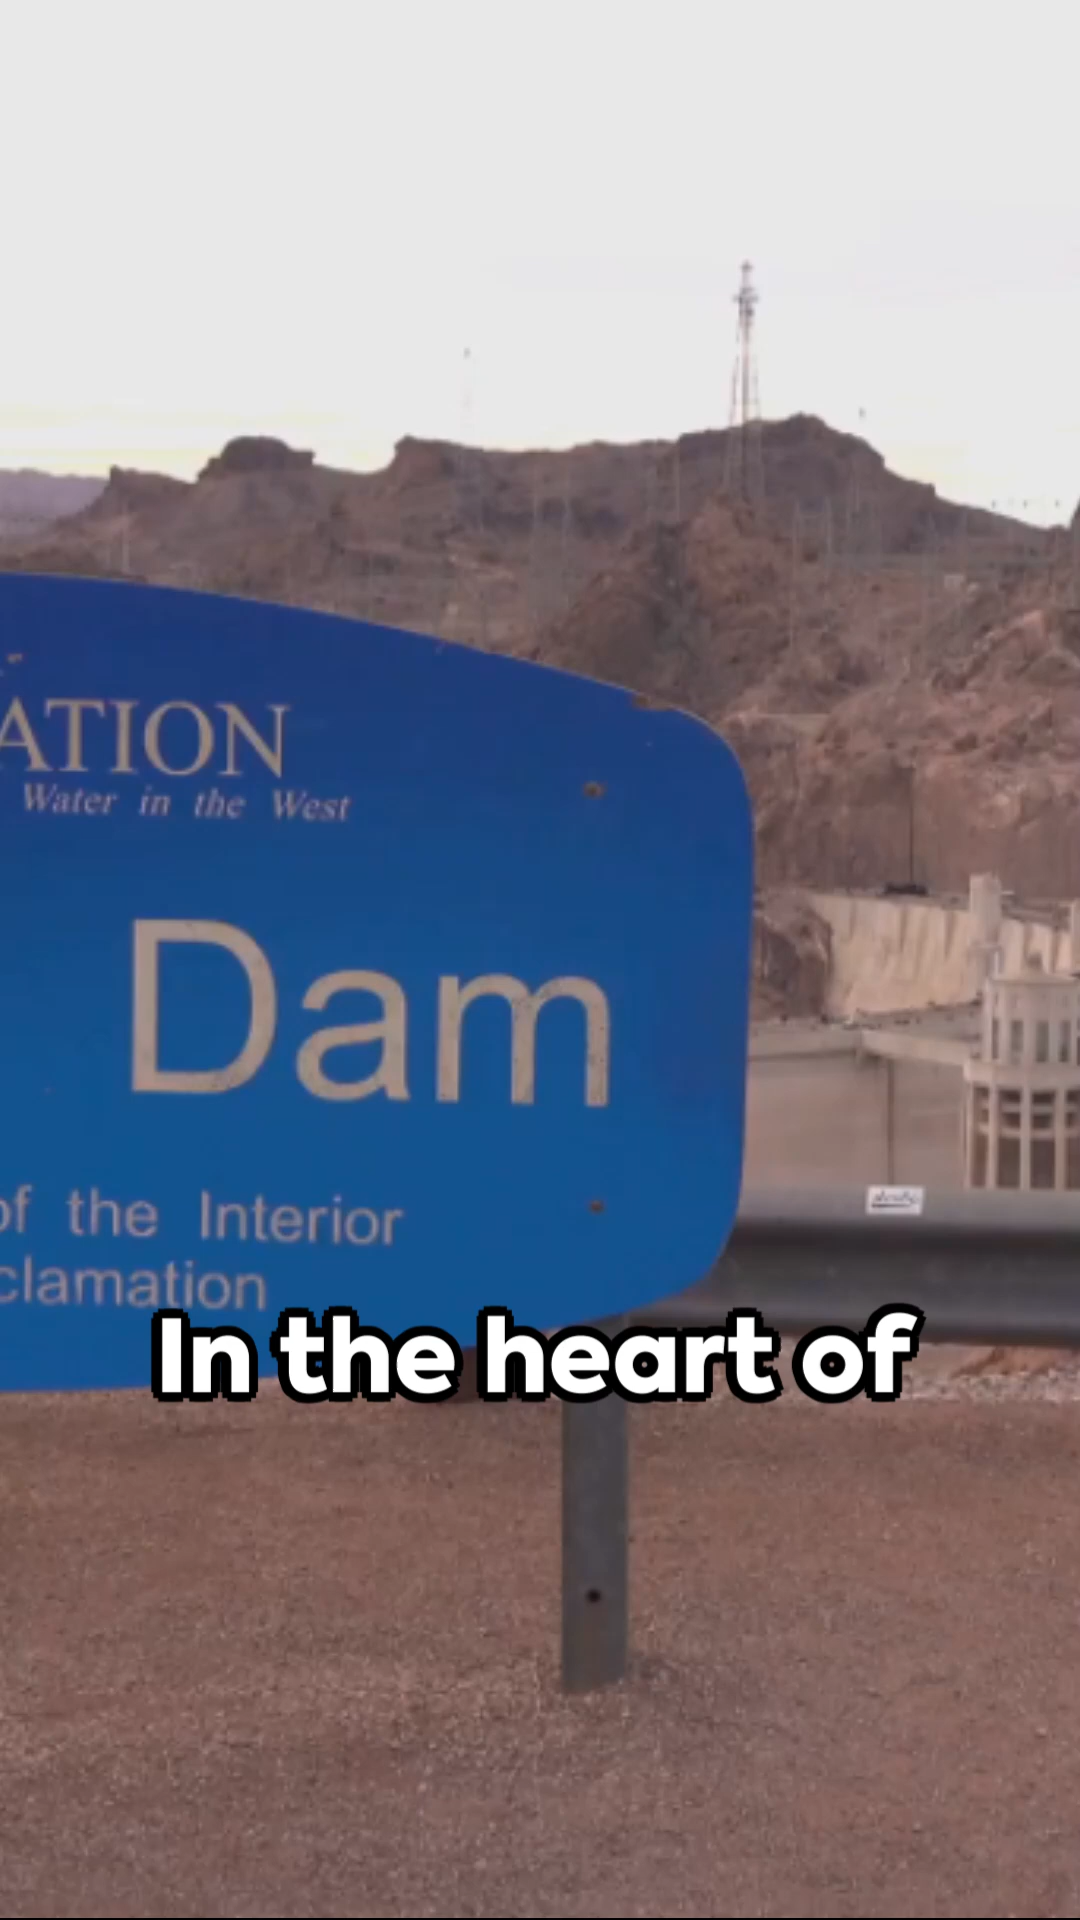 ATION
Water in the West
Dam
of the Interior
clamation
In the heart of